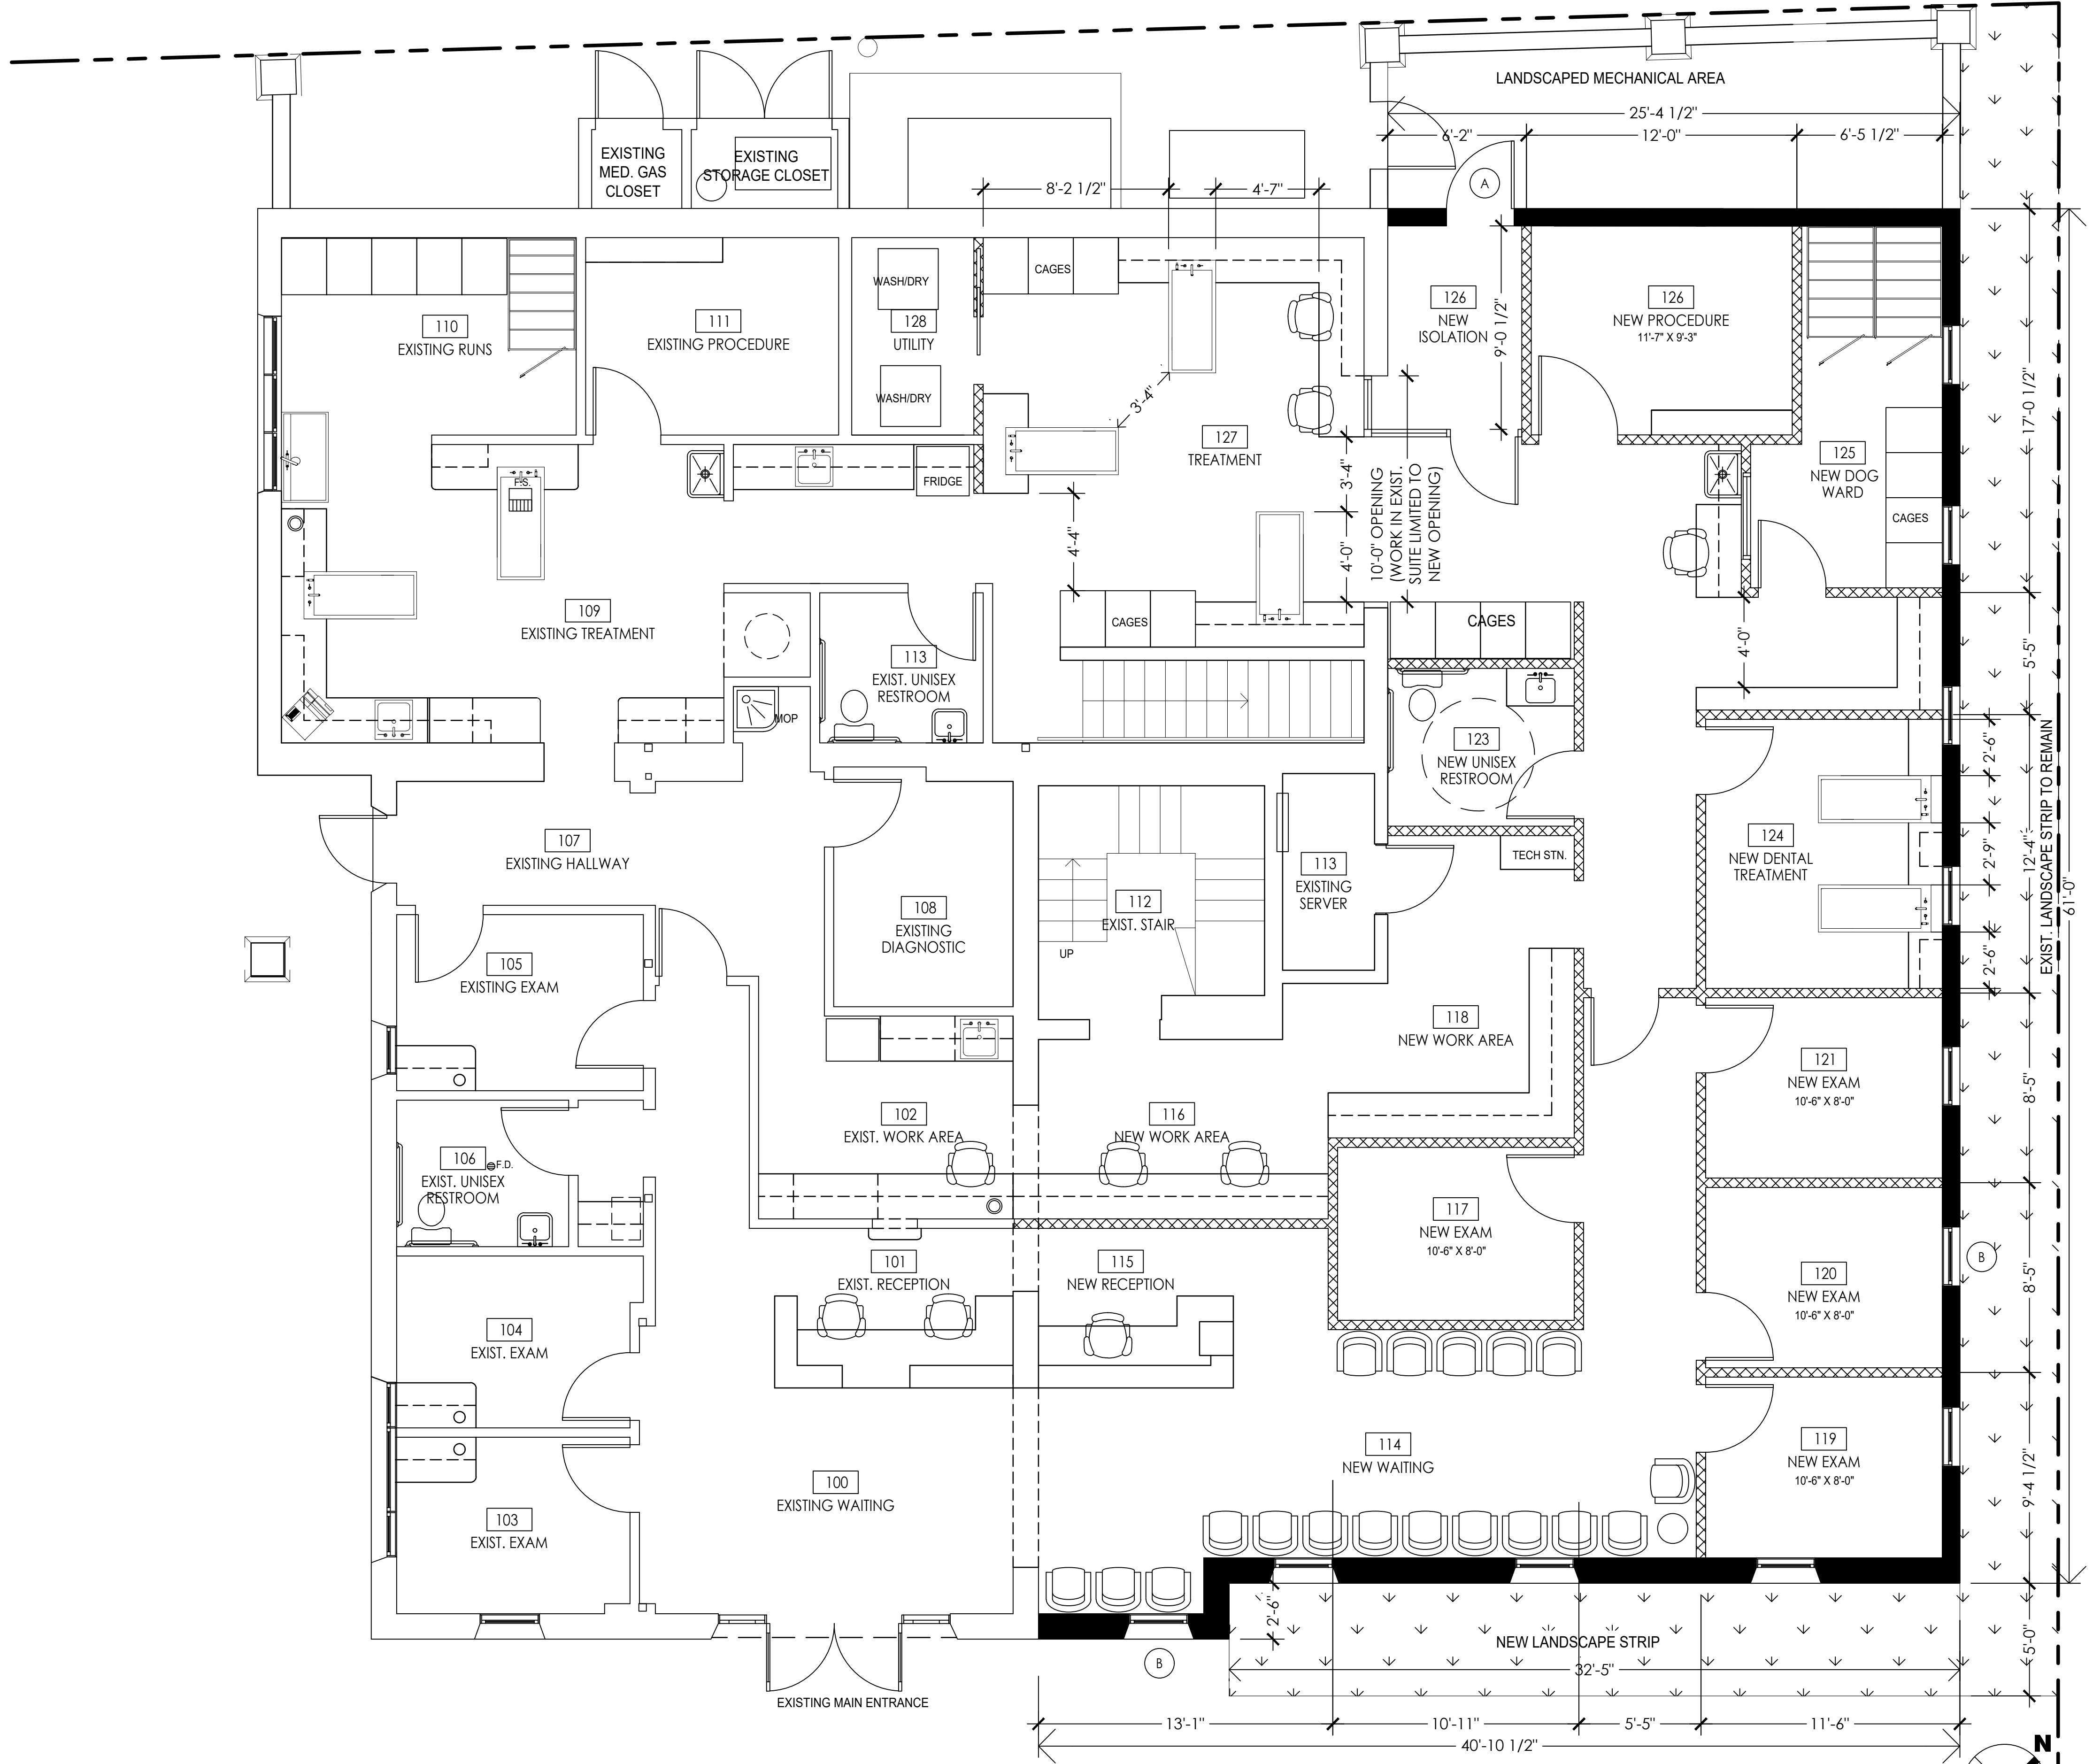 LANDSCAPED MECHANICAL AREA
25'-4 1/2"
6'-2"
12'-0"
6'-5 1/2"
EXISTING
MED. GAS
CLOSET
EXISTING
STORAGE CLOSET
8'-2 1/2"
4'-7"
A
WASH/DRY
CAGES
110
EXISTING RUNS
111
EXISTING PROCEDURE
128
UTILITY
WASH/DRY
126
NEW
ISOLATION
9'-0 1/2"
126
NEW PROCEDURE
11'-7" X 9'-3"
17'-0 1/2"
3'-4"
127
TREATMENT
125
NEW DOG
WARD
CAGES
F.S.
FRIDGE
3'-4"
4'-4"
4'-0"
10'-0" OPENING
(WORK IN EXIST.
SUITE LIMITED TO
NEW OPENING)
109
EXISTING TREATMENT
113
EXIST. UNISEX
RESTROOM
MOP
CAGES
CAGES
4'-0"
5'-5"
123
NEW UNISEX
RESTROOM
2'-6"
124
NEW DENTAL
TREATMENT
2'-9"
12'-4"
2'-6"
EXIST. LANDSCAPE STRIP TO REMAIN
61'-0"
107
EXISTING HALLWAY
108
EXISTING
DIAGNOSTIC
112
EXIST. STAIR
UP
113
EXISTING
SERVER
TECH STN.
105
EXISTING EXAM
118
NEW WORK AREA
121
NEW EXAM
10'-6" X 8'-0"
8'-5"
102
EXIST. WORK AREA
116
NEW WORK AREA
106
F.D.
EXIST. UNISEX
RESTROOM
117
NEW EXAM
10'-6" X 8'-0"
101
EXIST. RECEPTION
115
NEW RECEPTION
120
NEW EXAM
10'-6" X 8'-0"
B
8'-5"
104
EXIST. EXAM
114
NEW WAITING
119
NEW EXAM
10'-6" X 8'-0"
9'-4 1/2"
103
EXIST. EXAM
100
EXISTING WAITING
2'-6"
NEW LANDSCAPE STRIP
32'-5"
5'-0"
B
EXISTING MAIN ENTRANCE
13'-1"
10'-11"
5'-5"
11'-6"
40'-10 1/2"
N